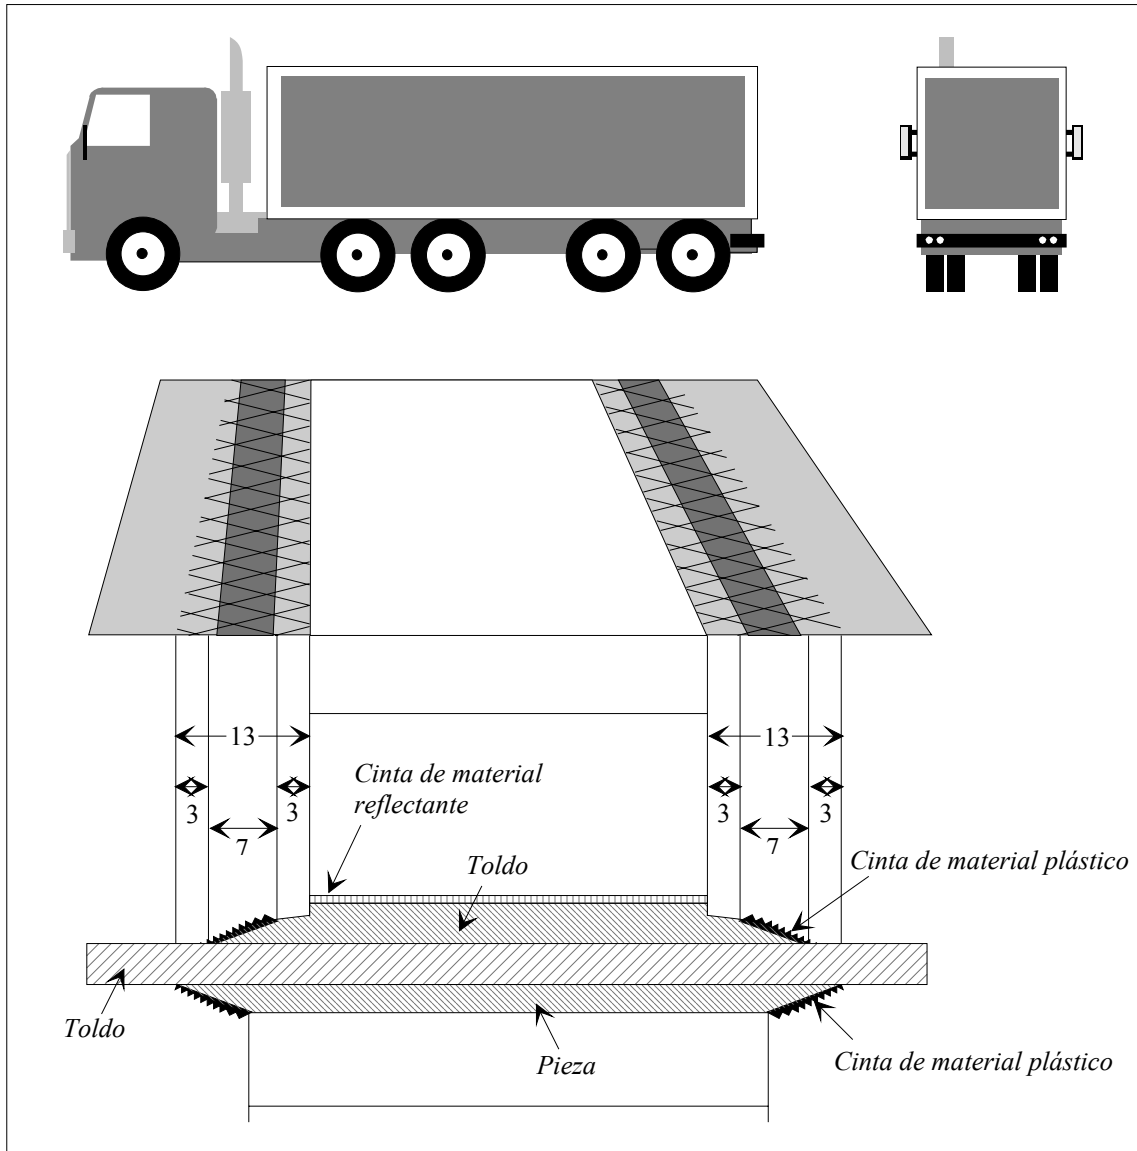 13
13
Cinta de material
reflectante
3
3
3
3
7
7
Toldo
Cinta de material plástico
Toldo
Pieza
Cinta de material plástico